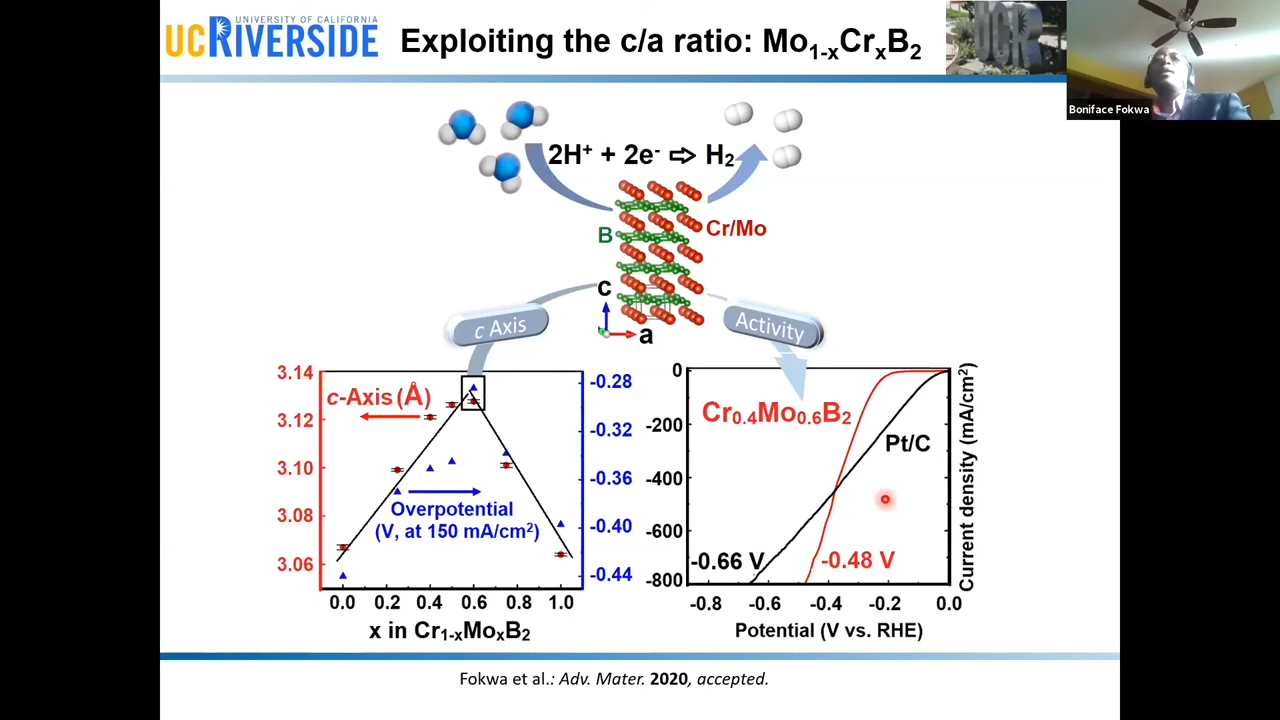 UNIVERSITY OF CALIFORNIA
UCRIVERSIDE
Exploiting the c/a ratio: Mo1-xCrxB2
UCR
Boniface Fokwa
2H+ + 2e- ⇨ H2
B
Cr/Mo
c
a
c Axis
Activity
3.14
3.12
3.10
3.08
3.06
c-Axis (Å)
Overpotential
(V, at 150 mA/cm2)
-0.28
-0.32
-0.36
-0.40
-0.44
0.0 0.2 0.4 0.6 0.8 1.0
x in Cr1-xMoxB2
0
-200
-400
-600
-800
Cr0.4Mo0.6B2
Pt/C
-0.66 V
-0.48 V
Current density (mA/cm2)
-0.8 -0.6 -0.4 -0.2 0.0
Potential (V vs. RHE)
Fokwa et al.: Adv. Mater. 2020, accepted.